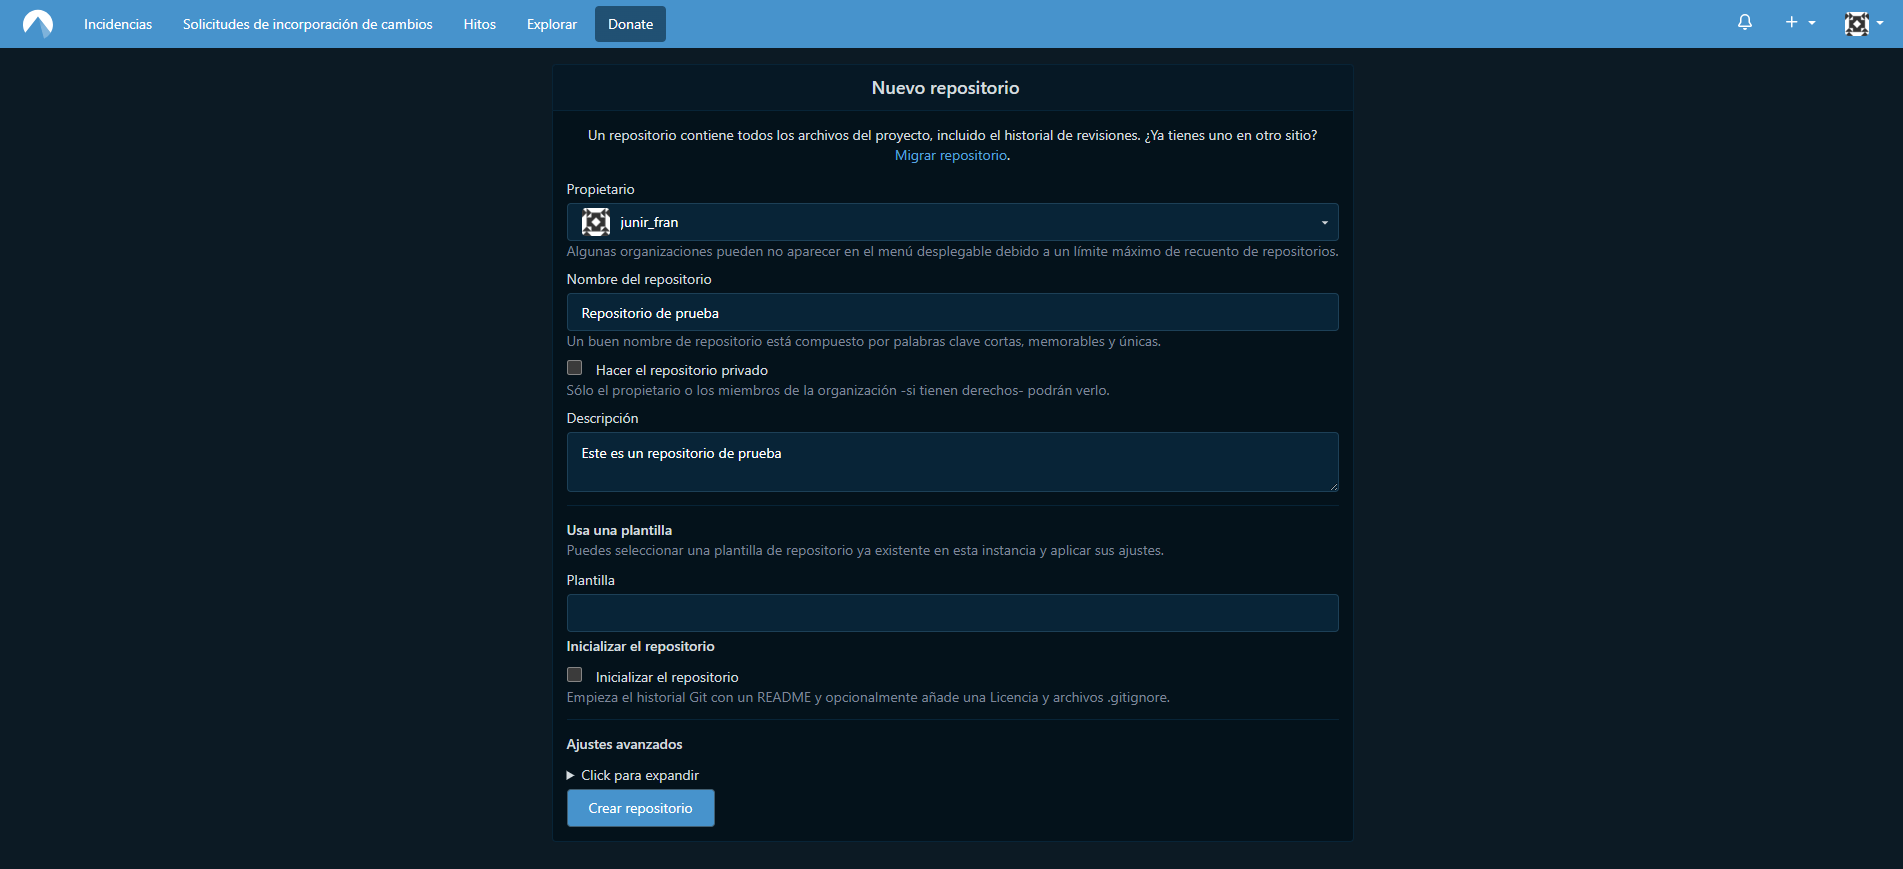 Incidencias Solicitudes de incorporación de cambios Hitos Explorar Donate
Nuevo repositorio
Un repositorio contiene todos los archivos del proyecto, incluido el historial de revisiones. ¿Ya tienes uno en otro sitio?
Migrar repositorio.
Propietario
junir_fran
Algunas organizaciones pueden no aparecer en el menú desplegable debido a un límite máximo de recuento de repositorios.
Nombre del repositorio
Repositorio de prueba
Un buen nombre de repositorio está compuesto por palabras clave cortas, memorables y únicas.
Hacer el repositorio privado
Sólo el propietario o los miembros de la organización -si tienen derechos- podrán verlo.
Descripción
Este es un repositorio de prueba
Usa una plantilla
Puedes seleccionar una plantilla de repositorio ya existente en esta instancia y aplicar sus ajustes.
Plantilla
Inicializar el repositorio
Inicializar el repositorio
Empieza el historial Git con un README y opcionalmente añade una Licencia y archivos .gitignore.
Ajustes avanzados
Click para expandir
Crear repositorio